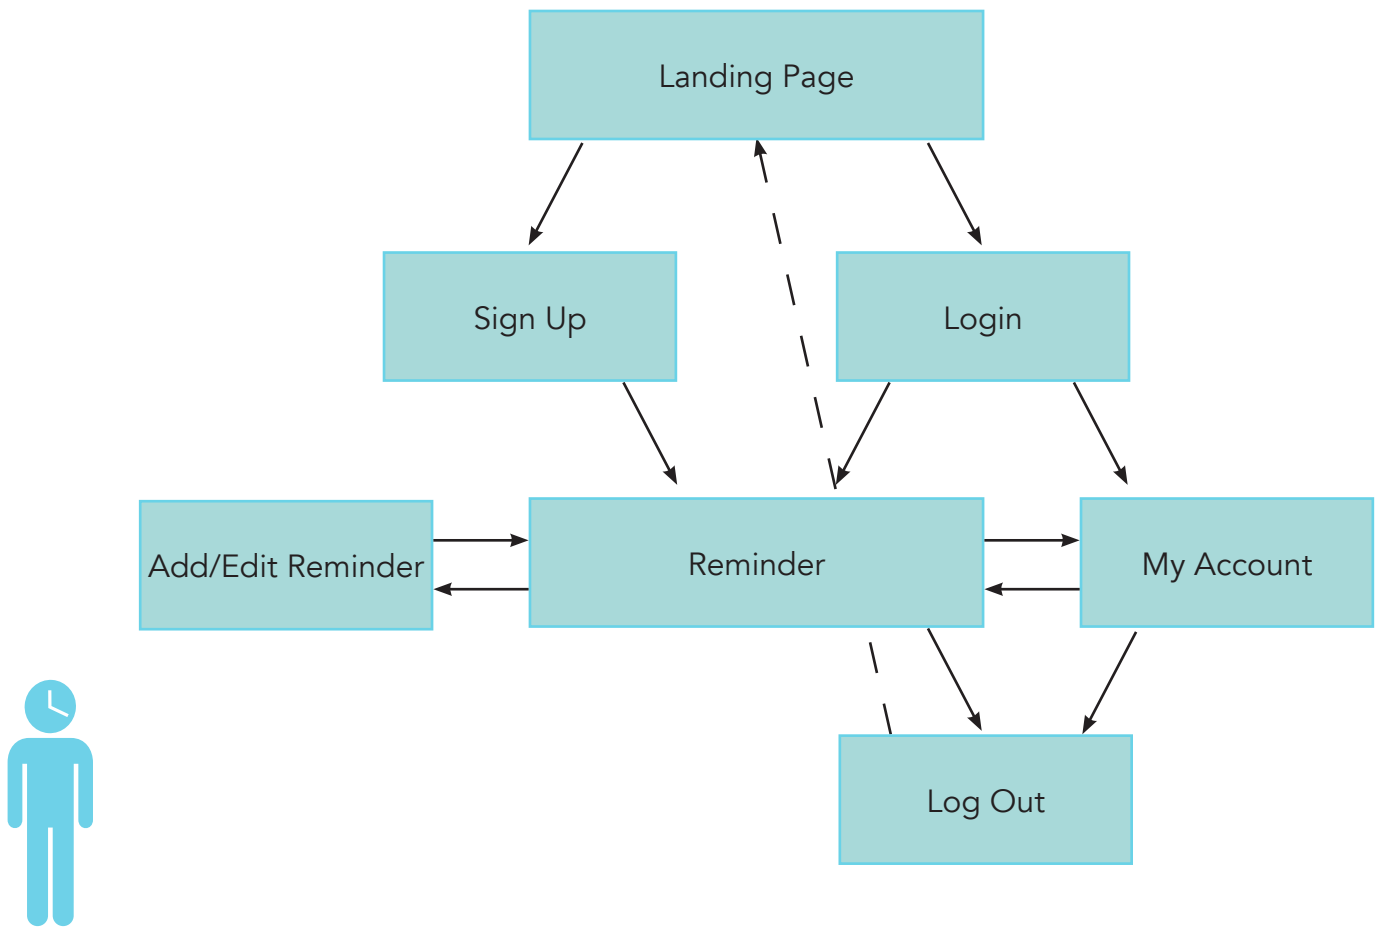 Landing Page
Sign Up
Login
Add/Edit Reminder
Reminder
My Account
Log Out